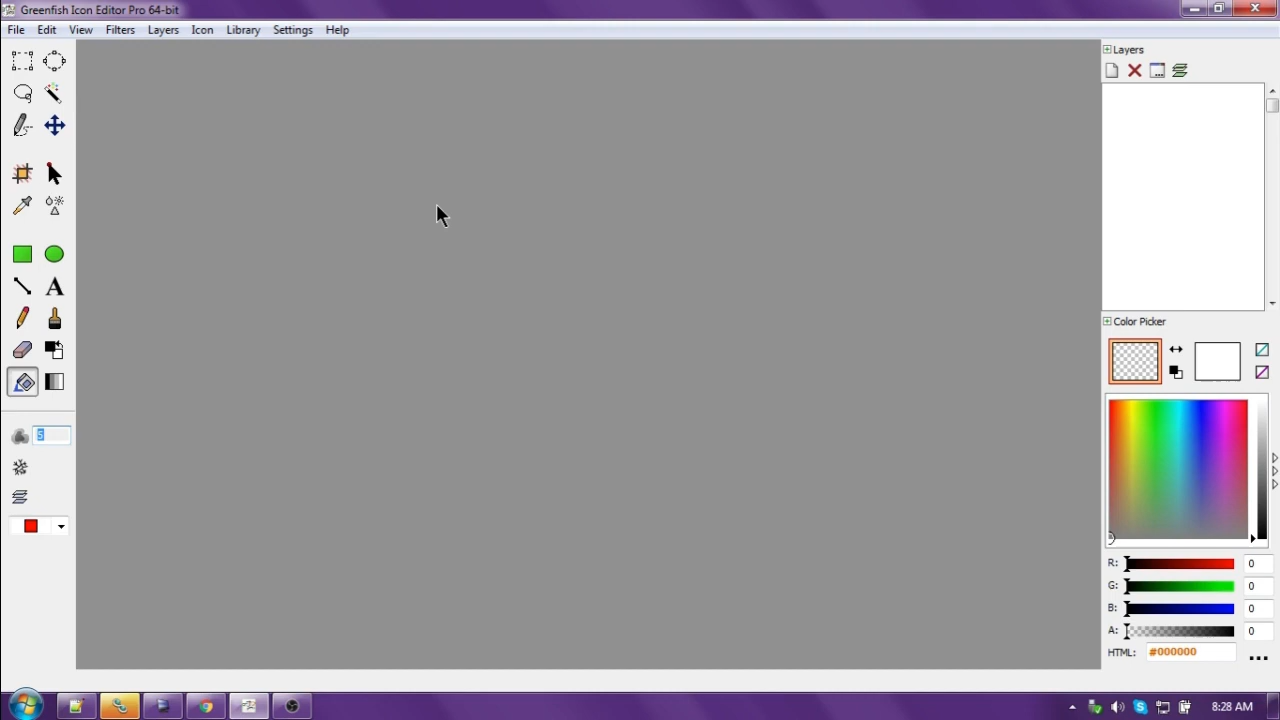 Greenfish Icon Editor Pro 64-bit
File Edit View Filters Layers Icon Library Settings Help
Layers
Color Picker
A
5
R: 0
G: 0
B: 0
A: 0
HTML: #000000
8:28 AM